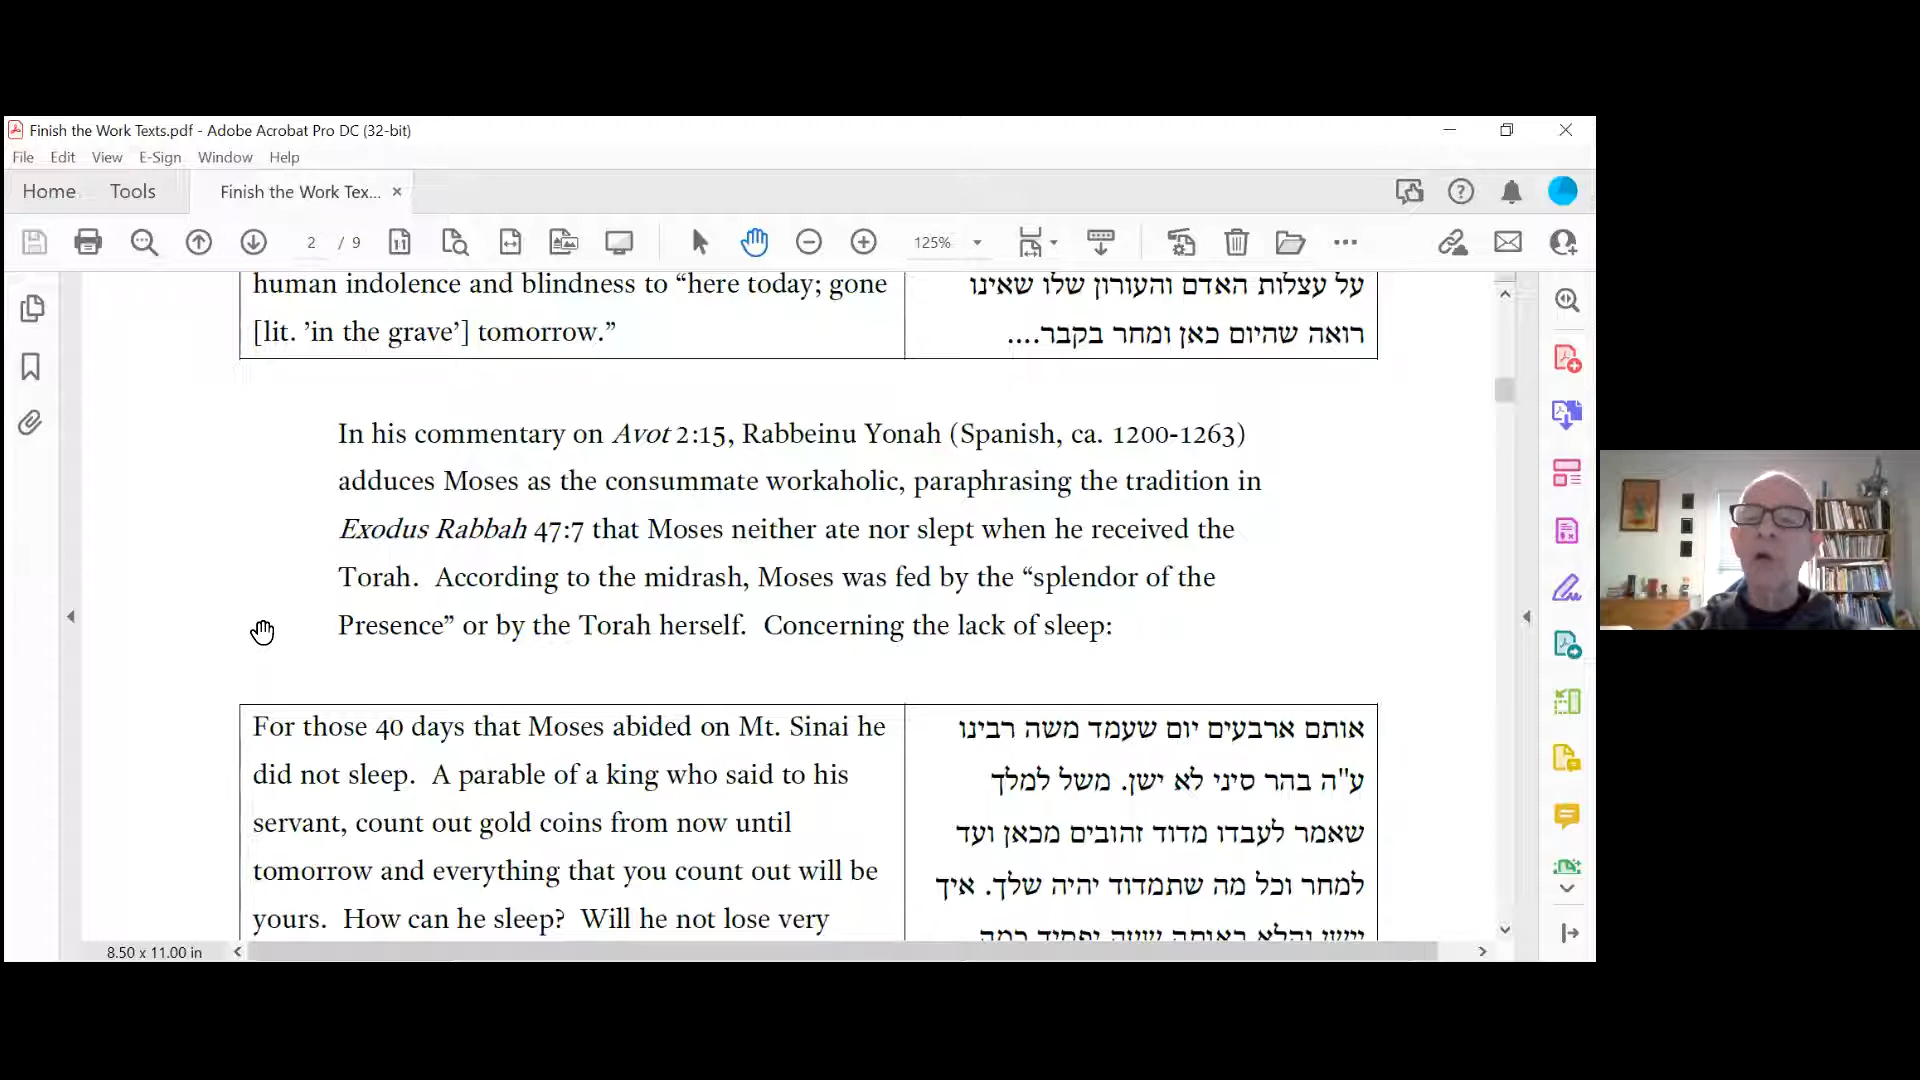 Finish the Work Texts.pdf - Adobe Acrobat Pro DC (32-bit)
File Edit View E-Sign Window Help
Home Tools Finish the Work Tex... ×
2 / 9 125%
human indolence and blindness to “here today; gone
[lit. ’in the grave’] tomorrow.”
על עצלות האדם והעורון שלו שאינו
רואה שהיום כאן ומחר בקבר....
In his commentary on Avot 2:15, Rabbeinu Yonah (Spanish, ca. 1200-1263)
adduces Moses as the consummate workaholic, paraphrasing the tradition in
Exodus Rabbah 47:7 that Moses neither ate nor slept when he received the
Torah.  According to the midrash, Moses was fed by the “splendor of the
Presence” or by the Torah herself.  Concerning the lack of sleep:
For those 40 days that Moses abided on Mt. Sinai he
did not sleep.  A parable of a king who said to his
servant, count out gold coins from now until
tomorrow and everything that you count out will be
yours.  How can he sleep?  Will he not lose very
אותם ארבעים יום שעמד משה רבינו
ע"ה בהר סיני לא ישן. משל למלך
שאמר לעבדו מדוד זהובים מכאן ועד
למחר וכל מה שתמדוד יהיה שלך. איך
יישן והלא באותה שעה יפסיד כמה
8.50 x 11.00 in